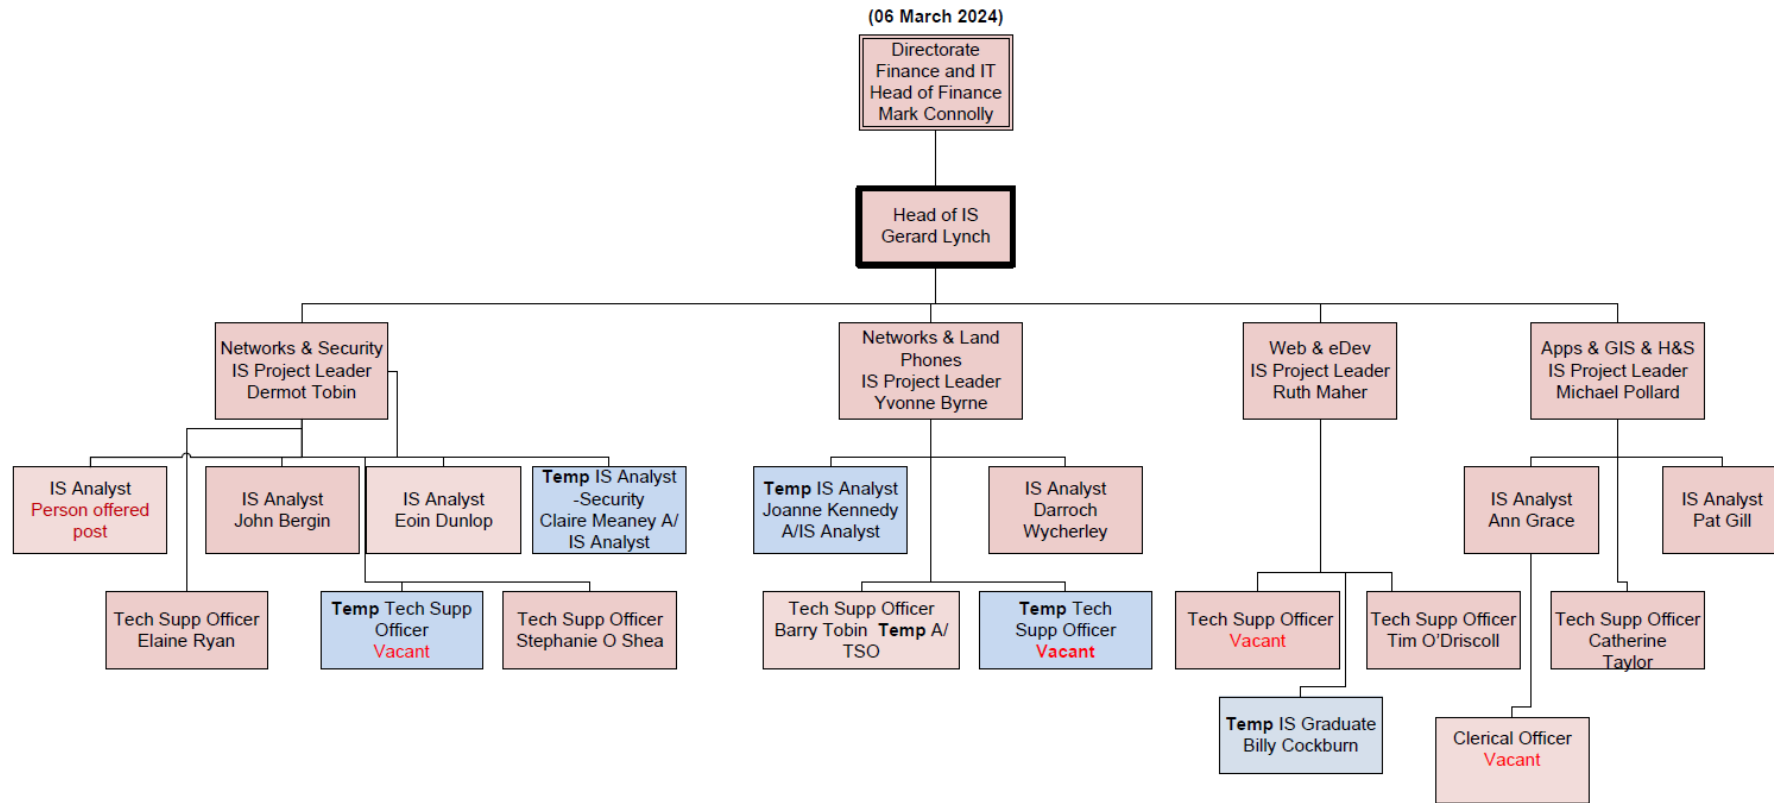 (06 March 2024)
Directorate
Finance and IT
Head of Finance
Mark Connolly
Head of IS
Gerard Lynch
Networks & Security
IS Project Leader
Dermot Tobin
Networks & Land
Phones
IS Project Leader
Yvonne Byrne
Web & eDev
IS Project Leader
Ruth Maher
Apps & GIS & H&S
IS Project Leader
Michael Pollard
IS Analyst
Person offered
post
IS Analyst
John Bergin
IS Analyst
Eoin Dunlop
Temp IS Analyst
-Security
Claire Meaney A/
IS Analyst
Temp IS Analyst
Joanne Kennedy
A/IS Analyst
IS Analyst
Darroch
Wycherley
IS Analyst
Ann Grace
IS Analyst
Pat Gill
Tech Supp Officer
Elaine Ryan
Temp Tech Supp
Officer
Vacant
Tech Supp Officer
Stephanie O Shea
Tech Supp Officer
Barry Tobin  Temp A/
TSO
Temp Tech
Supp Officer
Vacant
Tech Supp Officer
Vacant
Tech Supp Officer
Tim O’Driscoll
Tech Supp Officer
Catherine
Taylor
Temp IS Graduate
Billy Cockburn
Clerical Officer
Vacant